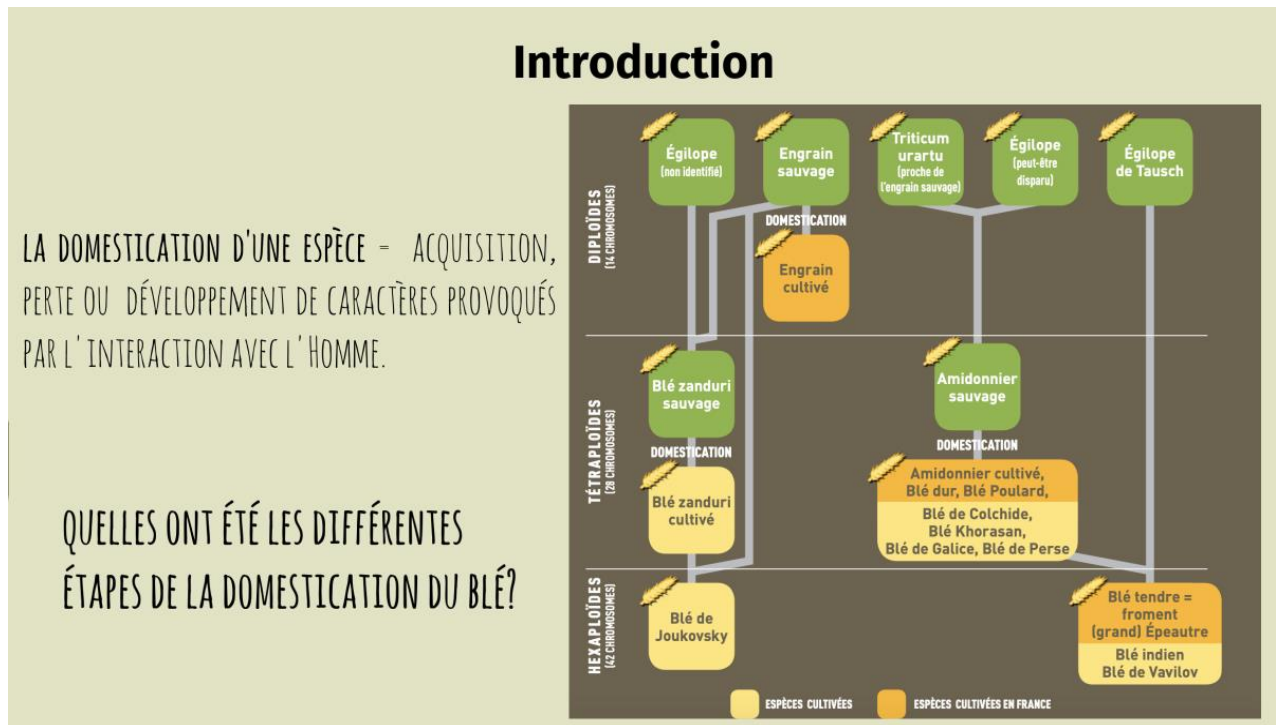 Introduction
LA DOMESTICATION D'UNE ESPÈCE = ACQUISITION,
PERTE OU DÉVELOPPEMENT DE CARACTÈRES PROVOQUÉS
PAR L'INTERACTION AVEC L'HOMME.
QUELLES ONT ÉTÉ LES DIFFÉRENTES
ÉTAPES DE LA DOMESTICATION DU BLÉ?
DIPLOÏDES
(14 CHROMOSOMES)
Égilope
(non identifié)
Engrain
sauvage
Triticum
urartu
(proche de
l'engrain sauvage)
Égilope
(peut-être
disparu)
Égilope
de Tausch
DOMESTICATION
Engrain
cultivé
TÉTRAPLOÏDES
(28 CHROMOSOMES)
Blé zanduri
sauvage
Amidonnier
sauvage
DOMESTICATION
DOMESTICATION
Blé zanduri
cultivé
Amidonnier cultivé,
Blé dur, Blé Poulard,
Blé de Colchide,
Blé Khorasan,
Blé de Galice, Blé de Perse
HEXAPLOÏDES
(42 CHROMOSOMES)
Blé de
Joukovsky
Blé tendre =
froment
(grand) Épeautre
Blé indien
Blé de Vavilov
ESPÈCES CULTIVÉES
ESPÈCES CULTIVÉES EN FRANCE